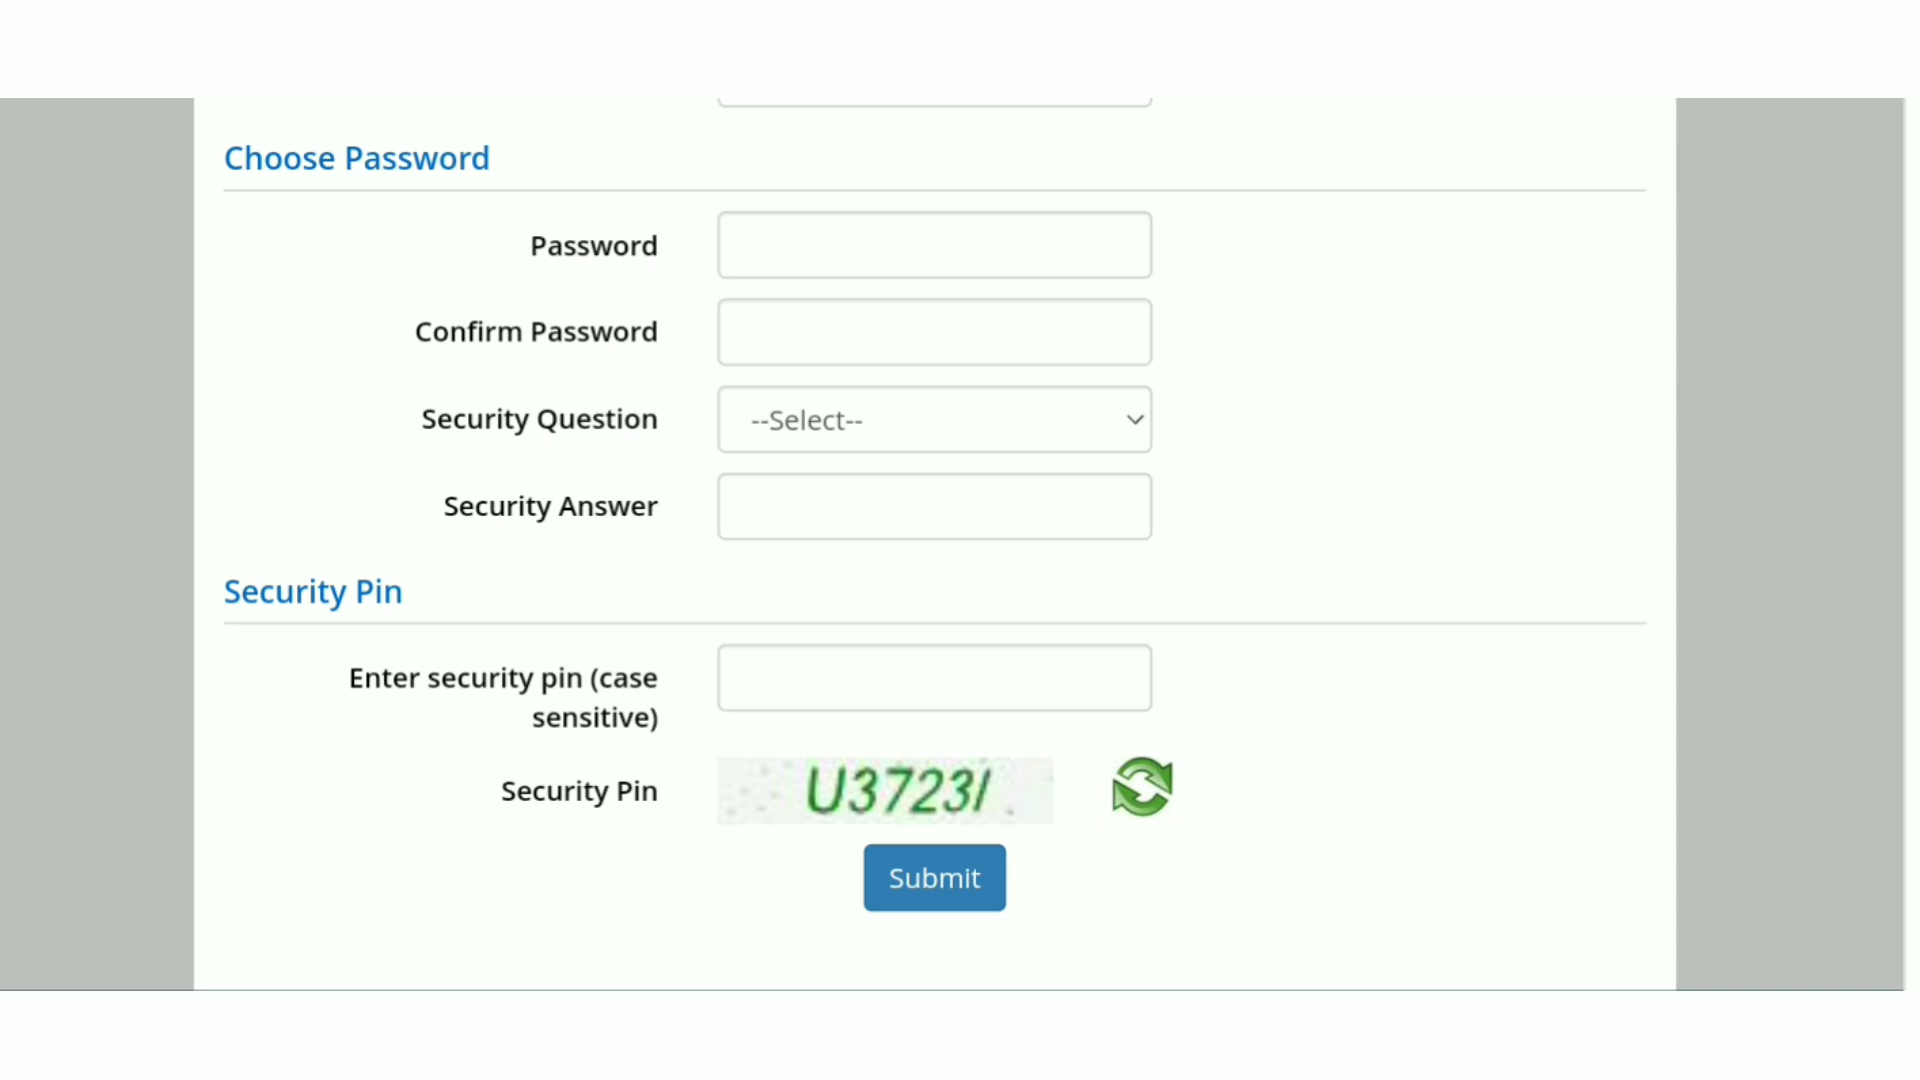 Choose Password
Password
Confirm Password
Security Question
--Select--
Security Answer
Security Pin
Enter security pin (case
sensitive)
Security Pin
U3723I
Submit